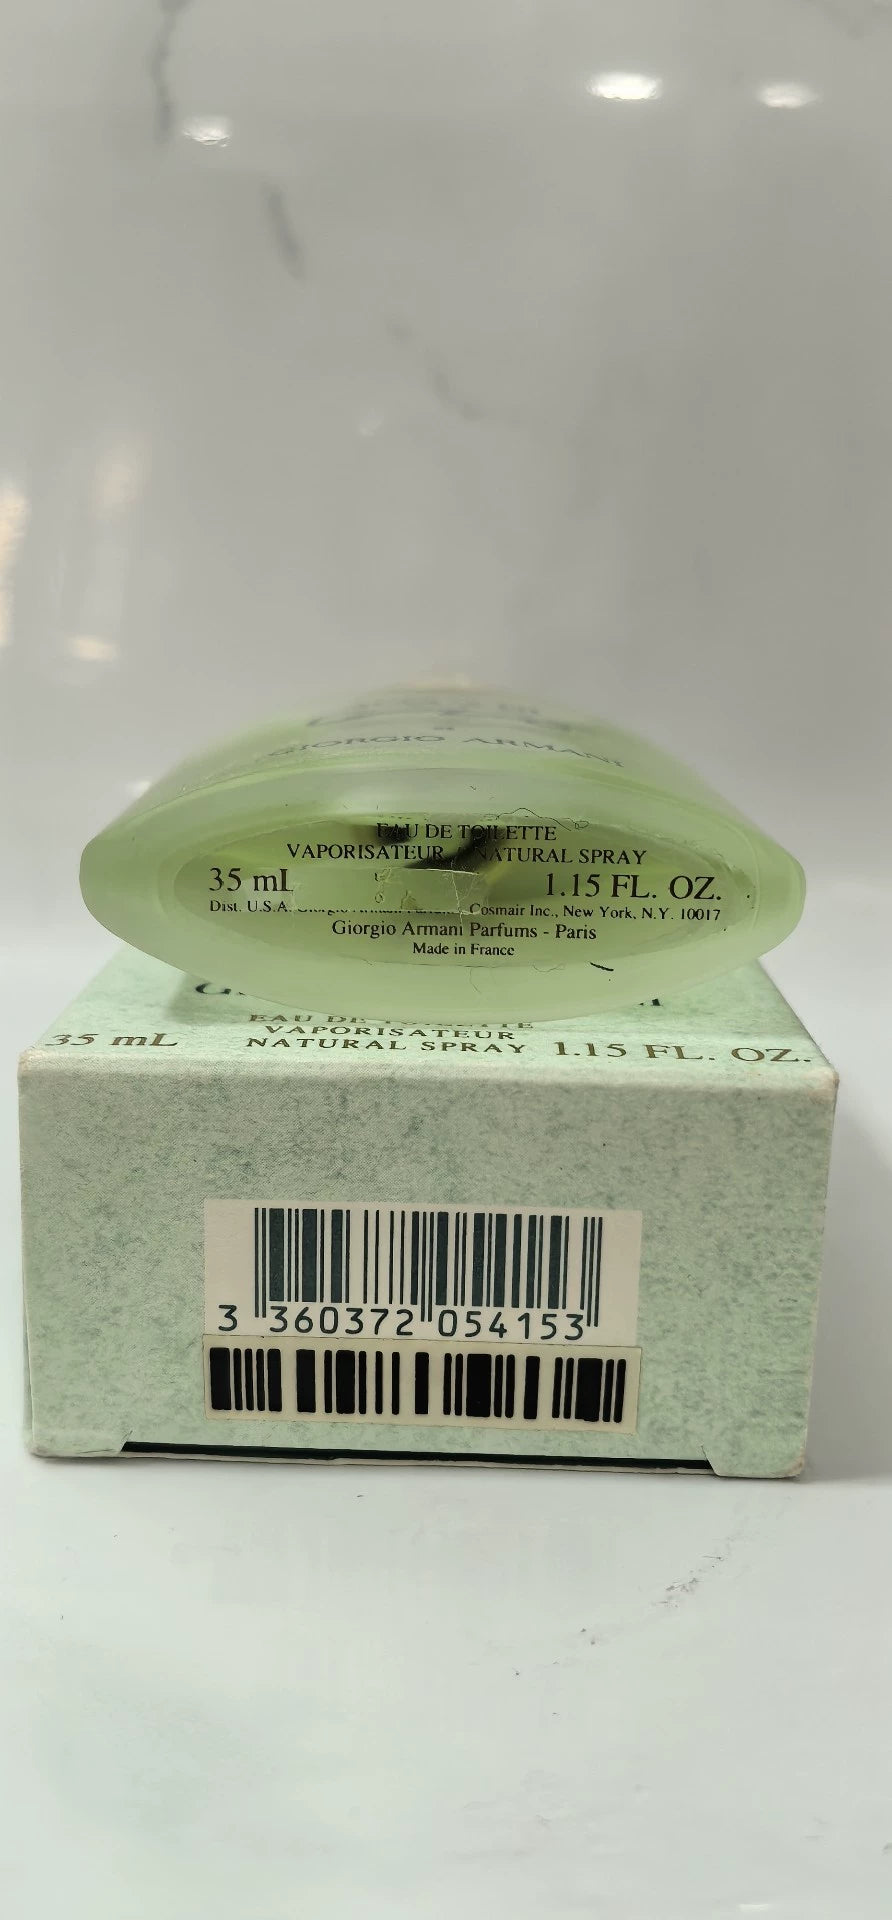 GIORGIO ARMANI
EAU DE TOILETTE
VAPORISATEUR NATURAL SPRAY
35 mL 1.15 FL. OZ.
Dist. U.S.A. Cosmair Inc., New York, N.Y. 10017
Giorgio Armani Parfums - Paris
Made in France
EAU DE TOILETTE
VAPORISATEUR
35 mL NATURAL SPRAY 1.15 FL. OZ.
3 360372 054153